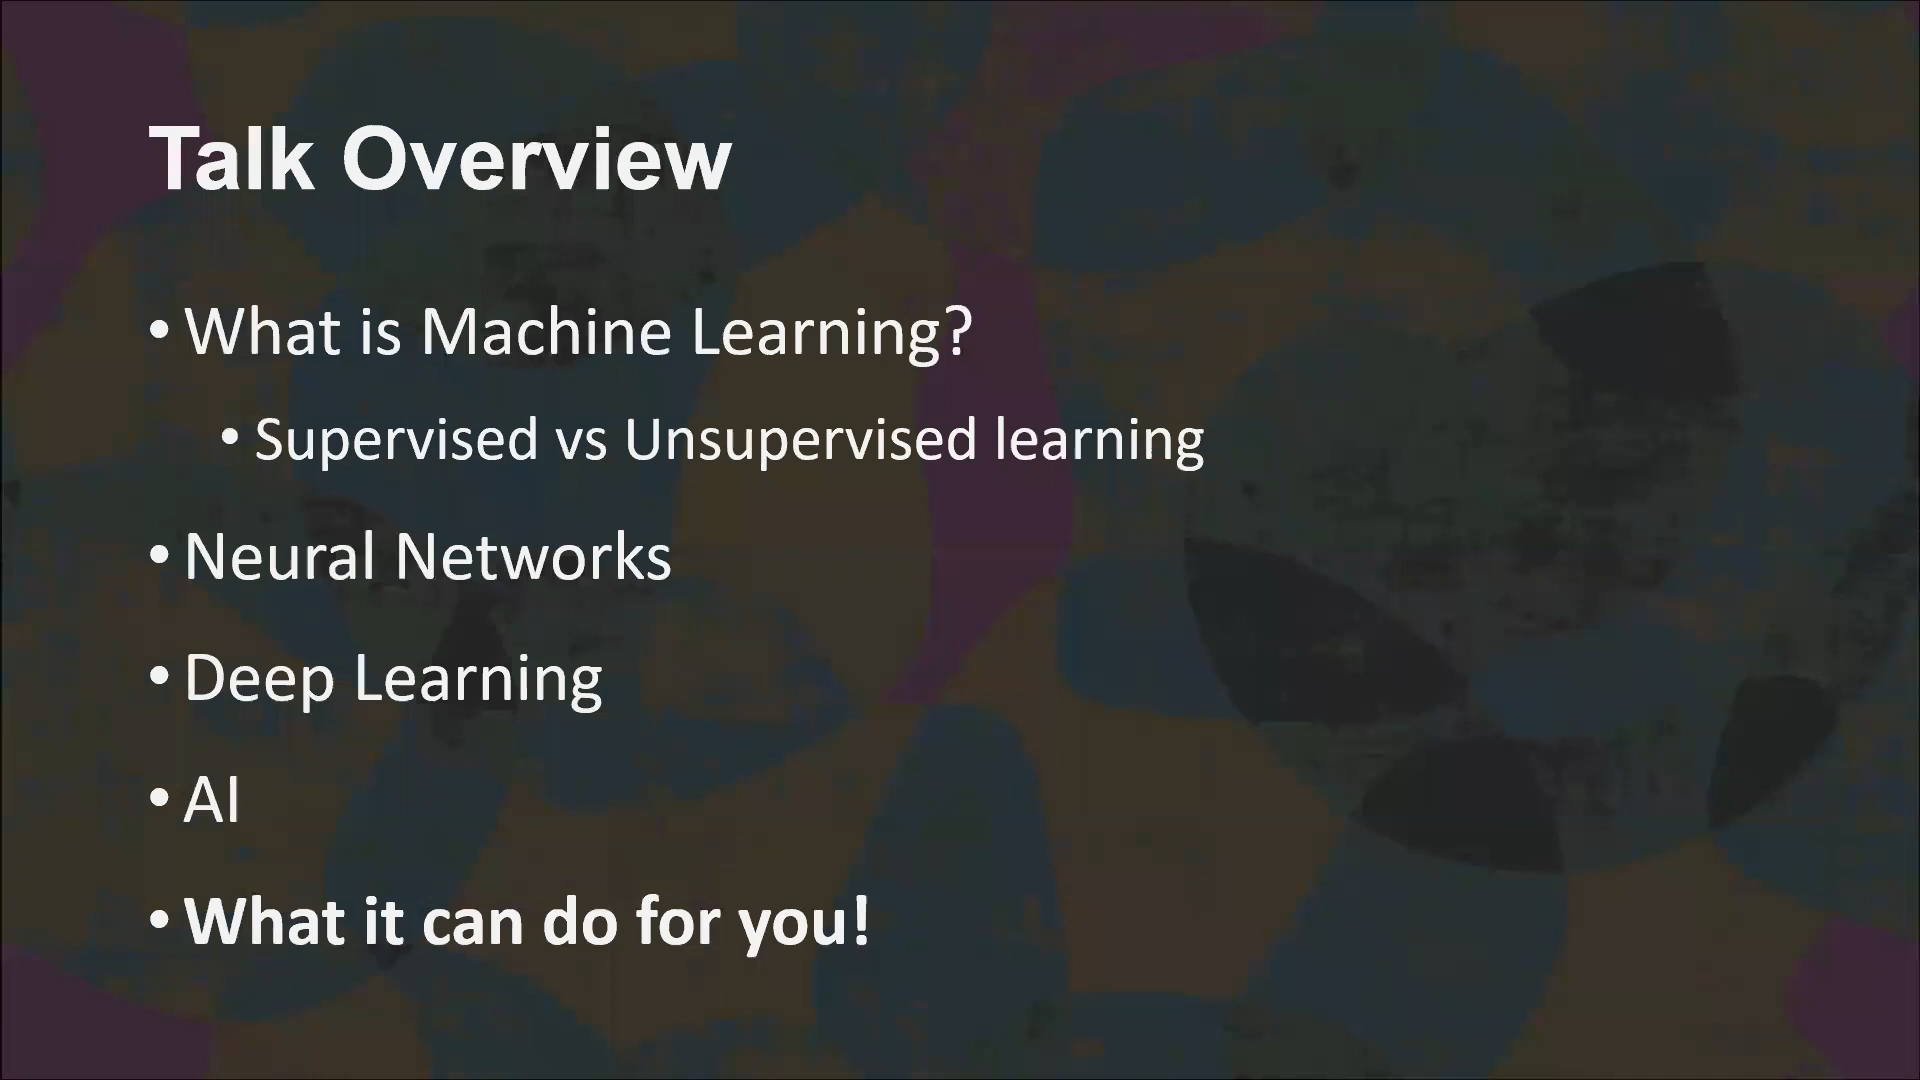 Talk Overview
• What is Machine Learning?
• Supervised vs Unsupervised learning
• Neural Networks
• Deep Learning
• AI
• What it can do for you!